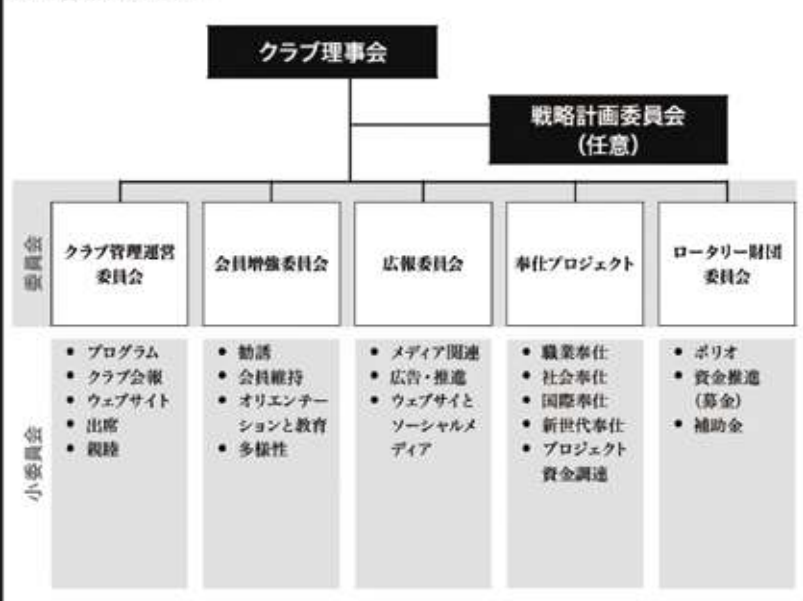 クラブ理事会
戦略計画委員会
(任意)
委員会
クラブ管理運営
委員会
会員増強委員会
広報委員会
奉仕プロジェクト
ロータリー財団
委員会
小委員会
• プログラム
• クラブ会報
• ウェブサイト
• 出席
• 親睦
• 勧誘
• 会員維持
• オリエンテー
ションと教育
• 多様性
• メディア関連
• 広告・推進
• ウェブサイと
ソーシャルメ
ディア
• 職業奉仕
• 社会奉仕
• 国際奉仕
• 新世代奉仕
• プロジェクト
資金調達
• ポリオ
• 資金推進
(募金)
• 補助金